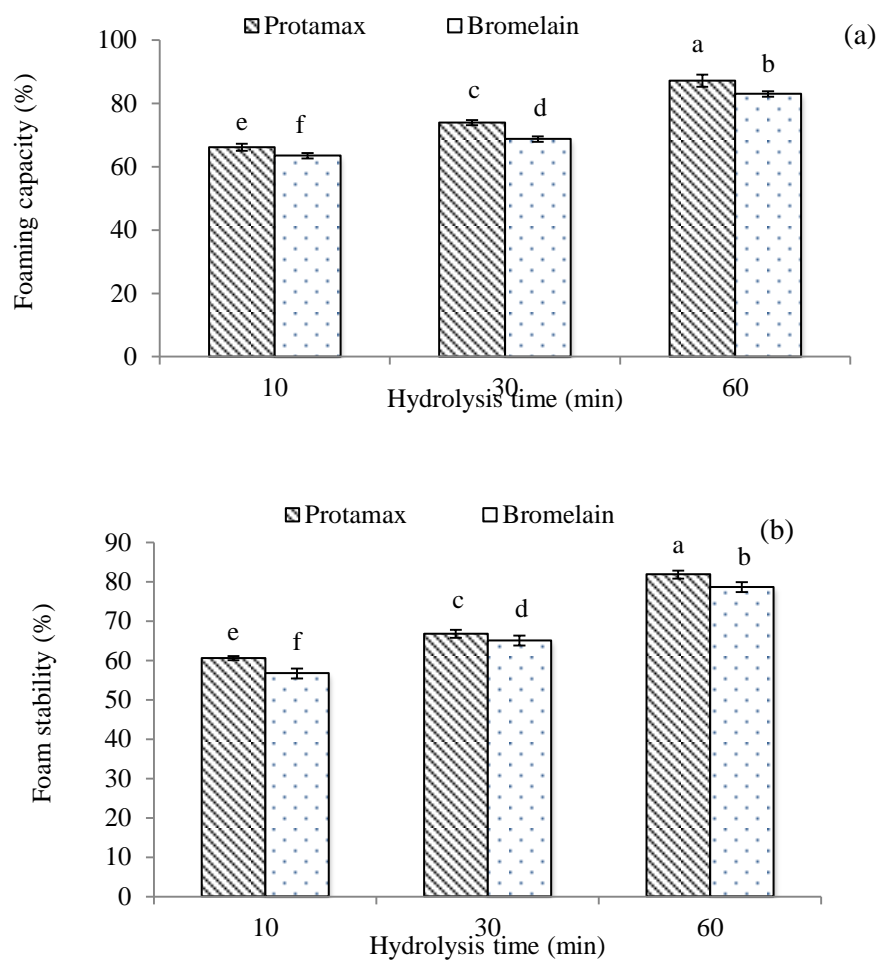 Protamax Bromelain (a)
100
80
60
40
20
0
Foaming capacity (%)
e f c d a b
10 30 60
Hydrolysis time (min)
Protamax Bromelain (b)
90
80
70
60
50
40
30
20
10
0
Foam stability (%)
e f c d a b
10 30 60
Hydrolysis time (min)